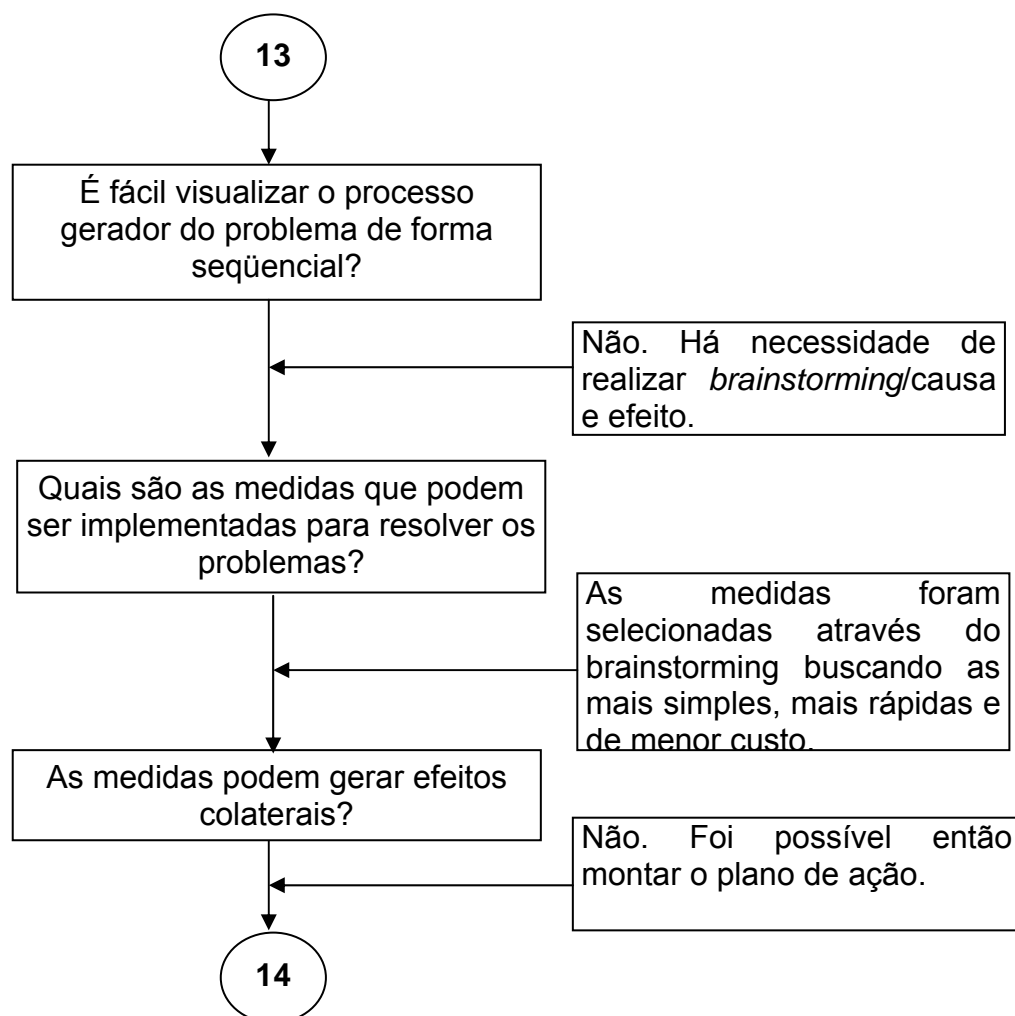 13
É fácil visualizar o processo
gerador do problema de forma
seqüencial?
Não. Há necessidade de
realizar brainstorming/causa
e efeito.
Quais são as medidas que podem
ser implementadas para resolver os
problemas?
As medidas foram
selecionadas através do
brainstorming buscando as
mais simples, mais rápidas e
de menor custo.
As medidas podem gerar efeitos
colaterais?
Não. Foi possível então
montar o plano de ação.
14